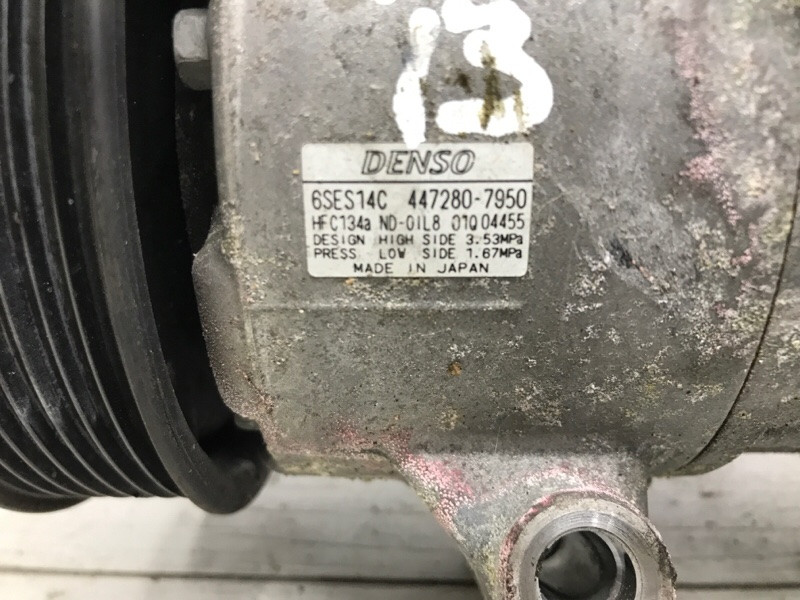 13
DENSO
6SES14C 447280-7950
HFC134a ND-OIL8 01Q04455
DESIGN HIGH SIDE 3.53MPa
PRESS LOW SIDE 1.67MPa
MADE IN JAPAN